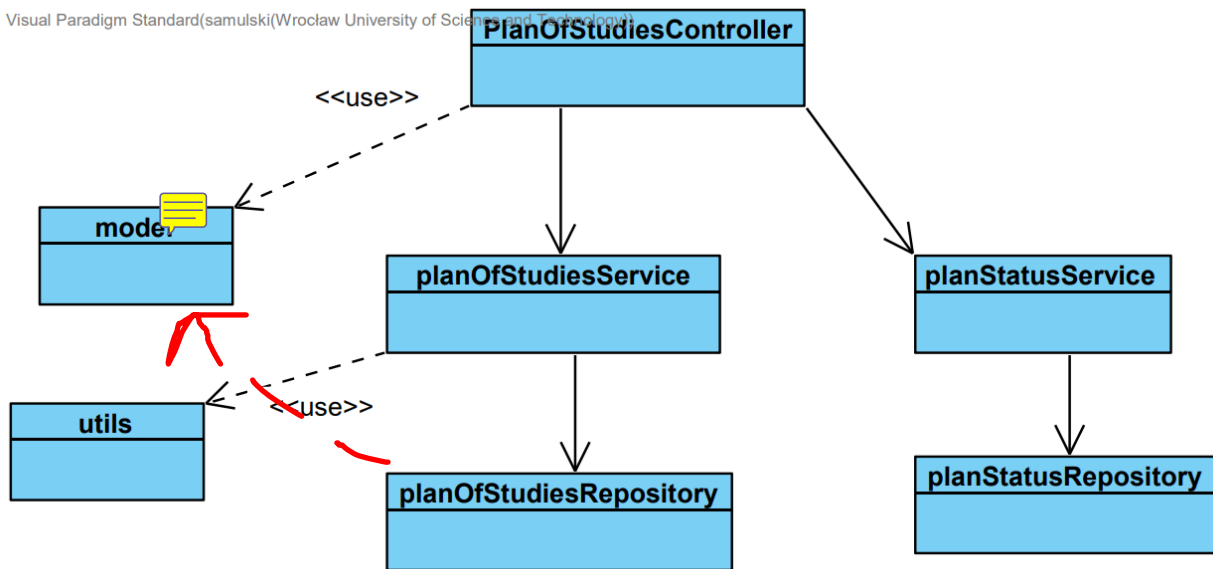 Visual Paradigm Standard(samulski(Wrocław University of Science and Technology))
PlanOfStudiesController
<<use>>
model
planOfStudiesService
planStatusService
<<use>>
utils
planOfStudiesRepository
planStatusRepository